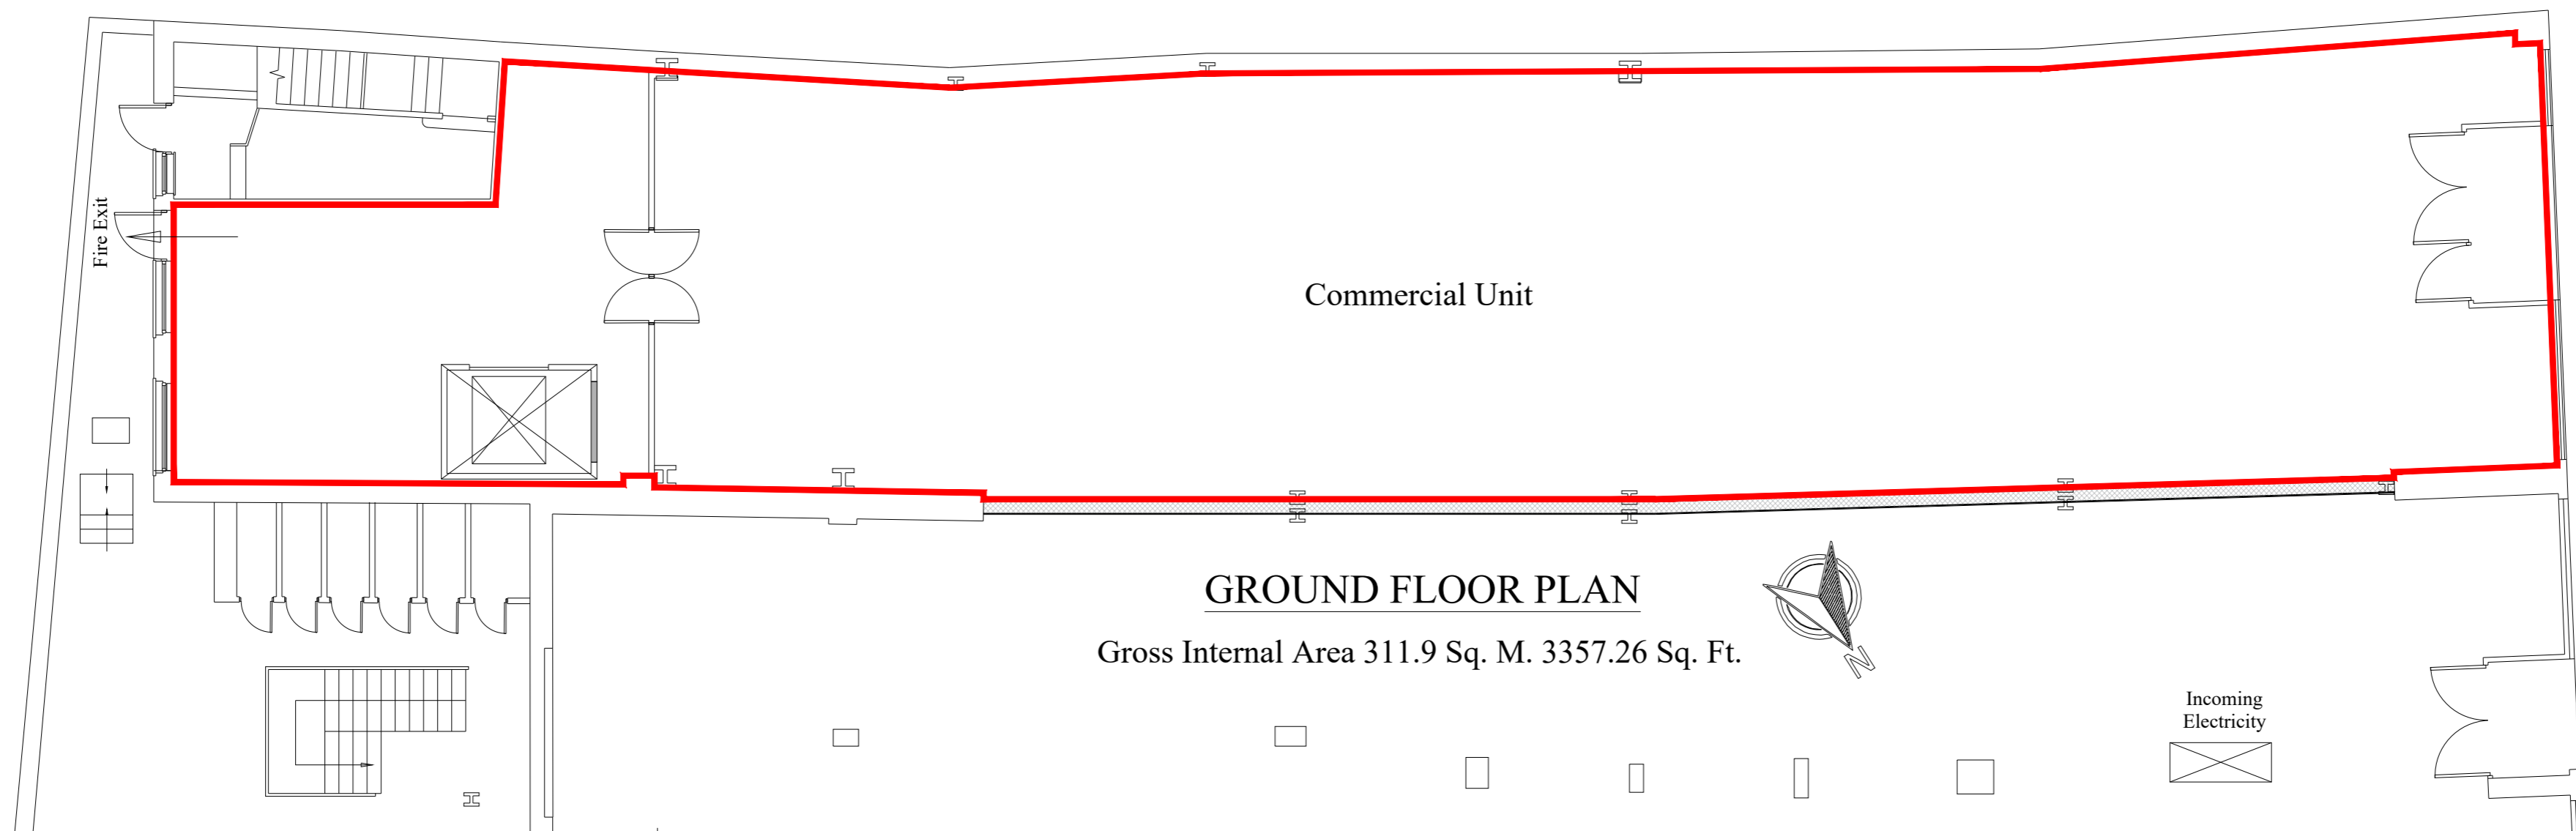 Fire Exit
Commercial Unit
GROUND FLOOR PLAN
Gross Internal Area 311.9 Sq. M. 3357.26 Sq. Ft.
N
Incoming
Electricity